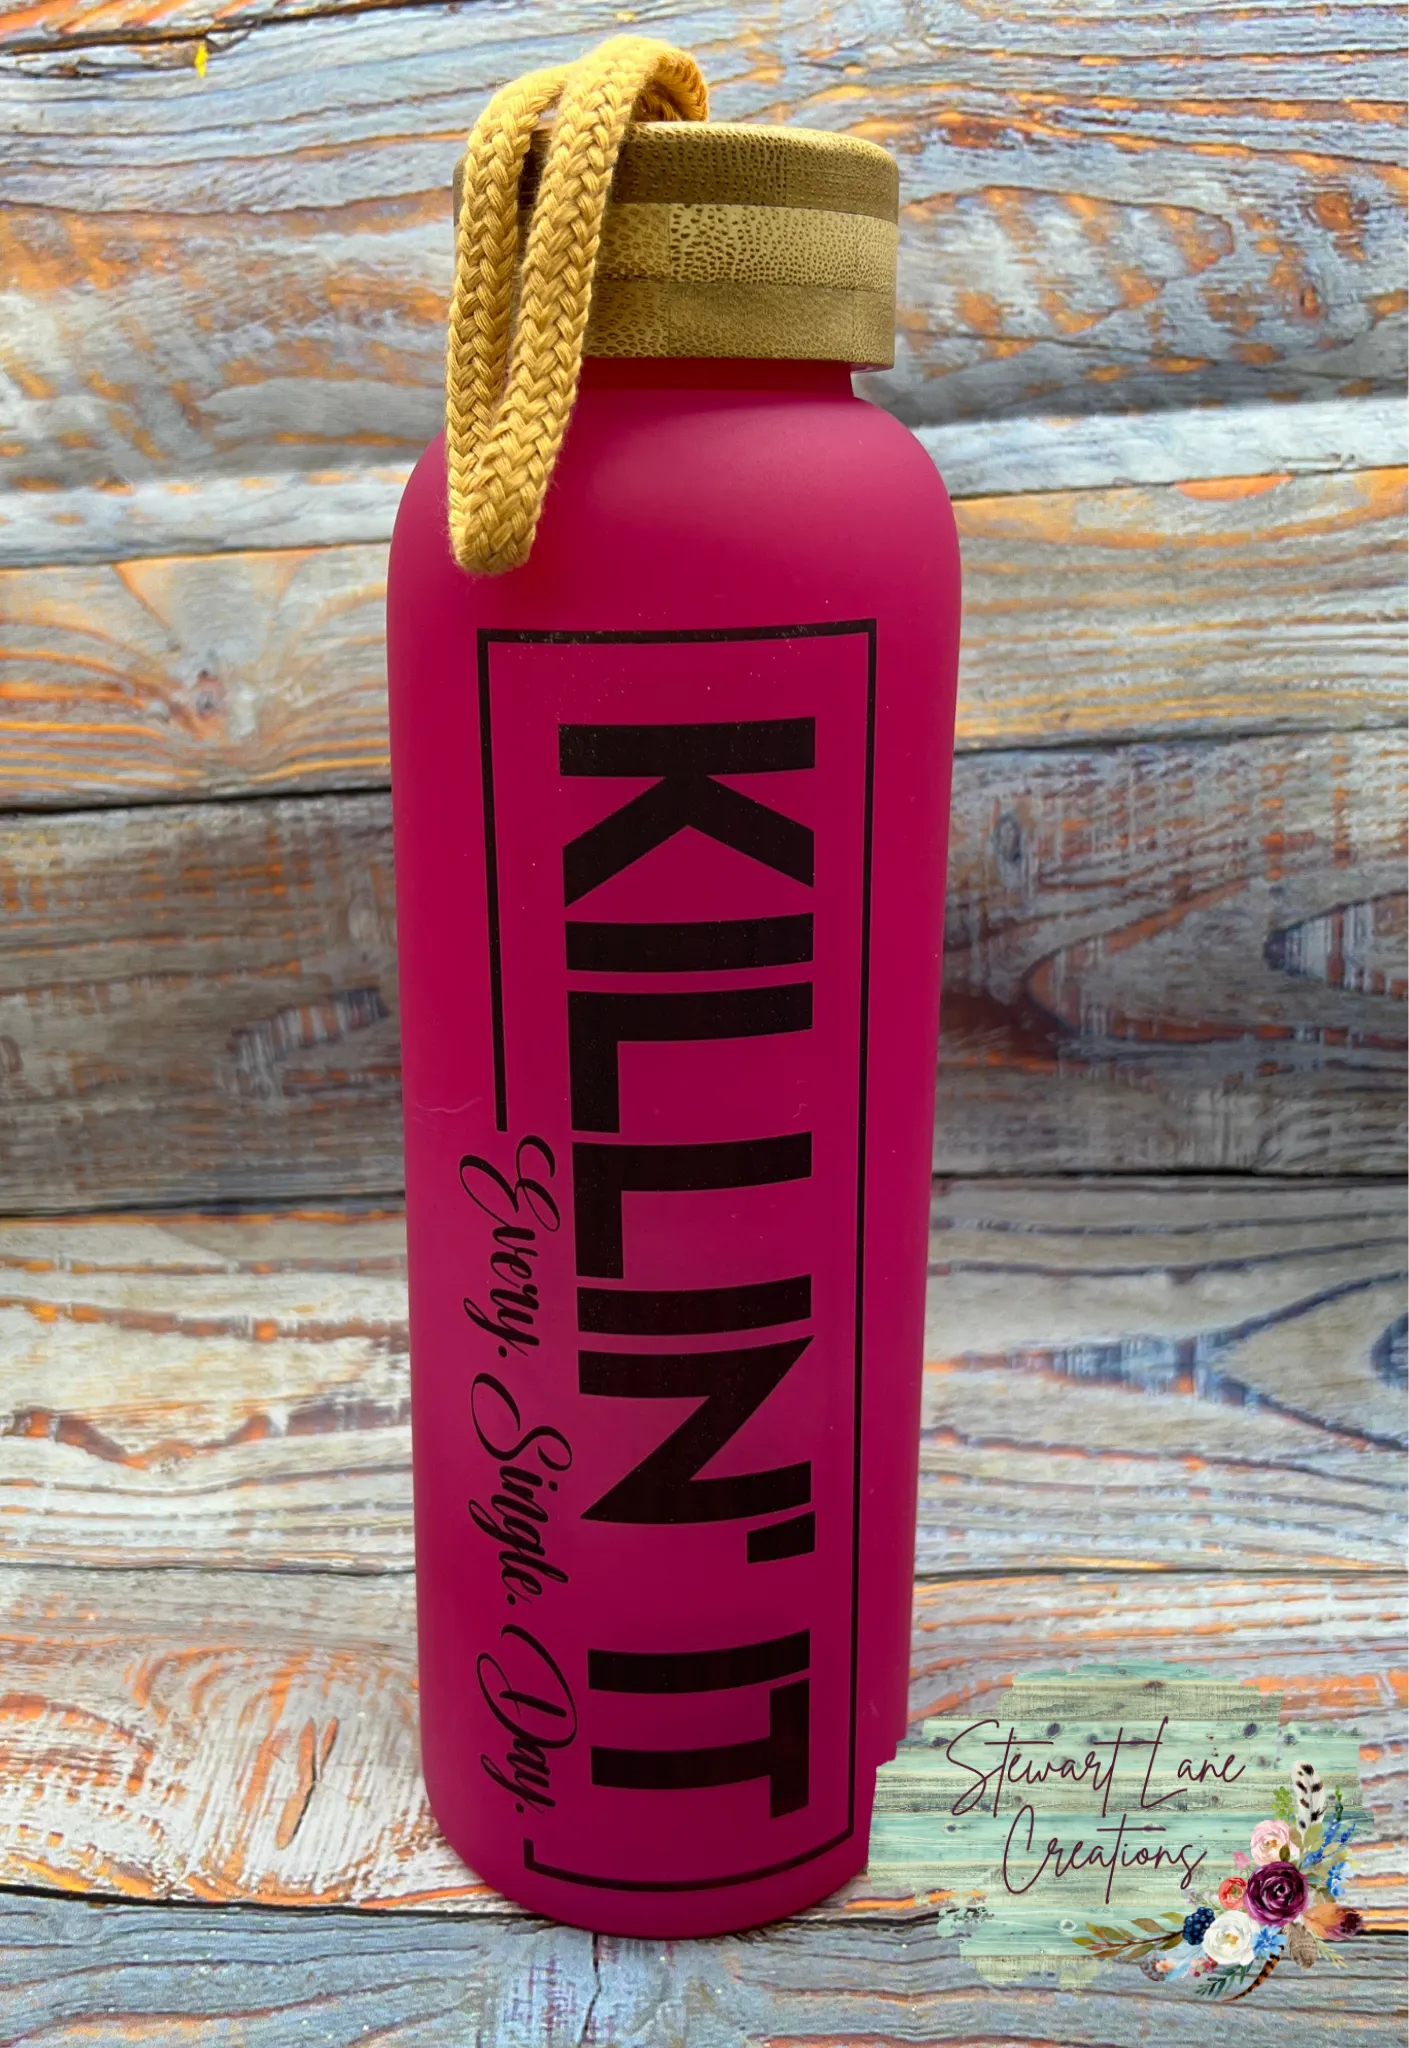 KILLIN' IT
Every. Single. Day.
Stewart Lane
Creations